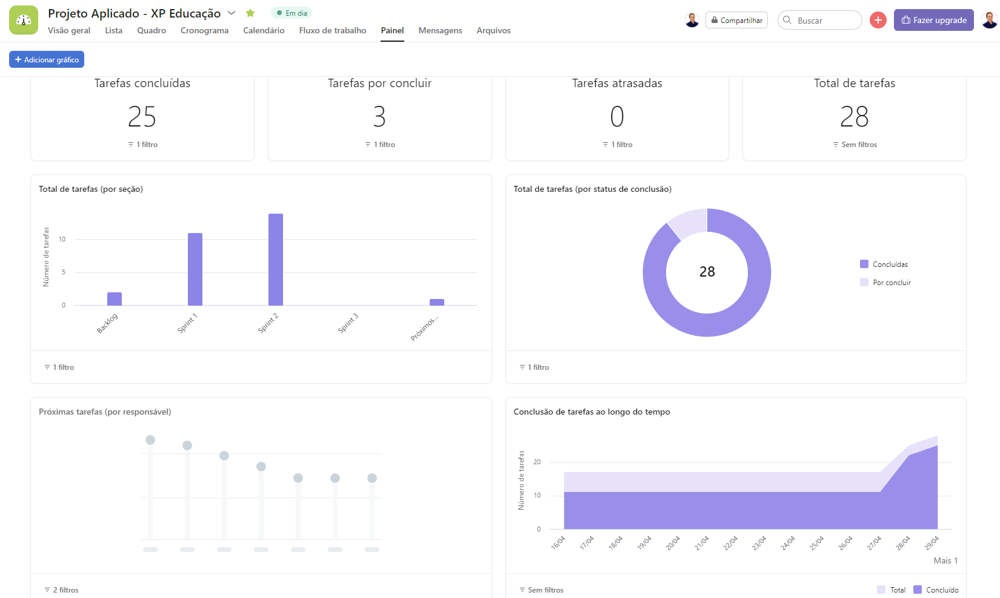 Projeto Aplicado - XP Educação
Em dia
Visão geral
Lista
Quadro
Cronograma
Calendário
Fluxo de trabalho
Painel
Mensagens
Arquivos
Compartilhar
Buscar
Fazer upgrade
+ Adicionar gráfico
Tarefas concluídas
25
1 filtro
Tarefas por concluir
3
1 filtro
Tarefas atrasadas
0
1 filtro
Total de tarefas
28
Sem filtros
Total de tarefas (por seção)
Número de tarefas
10
5
0
Backlog
Sprint 1
Sprint 2
Sprint 3
Próximos...
1 filtro
Total de tarefas (por status de conclusão)
28
Concluídas
Por concluir
1 filtro
Próximas tarefas (por responsável)
2 filtros
Conclusão de tarefas ao longo do tempo
Número de tarefas
20
10
0
16/04
17/04
18/04
19/04
20/04
21/04
22/04
23/04
24/04
25/04
26/04
27/04
28/04
29/04
Mais 1
Sem filtros
Total
Concluído